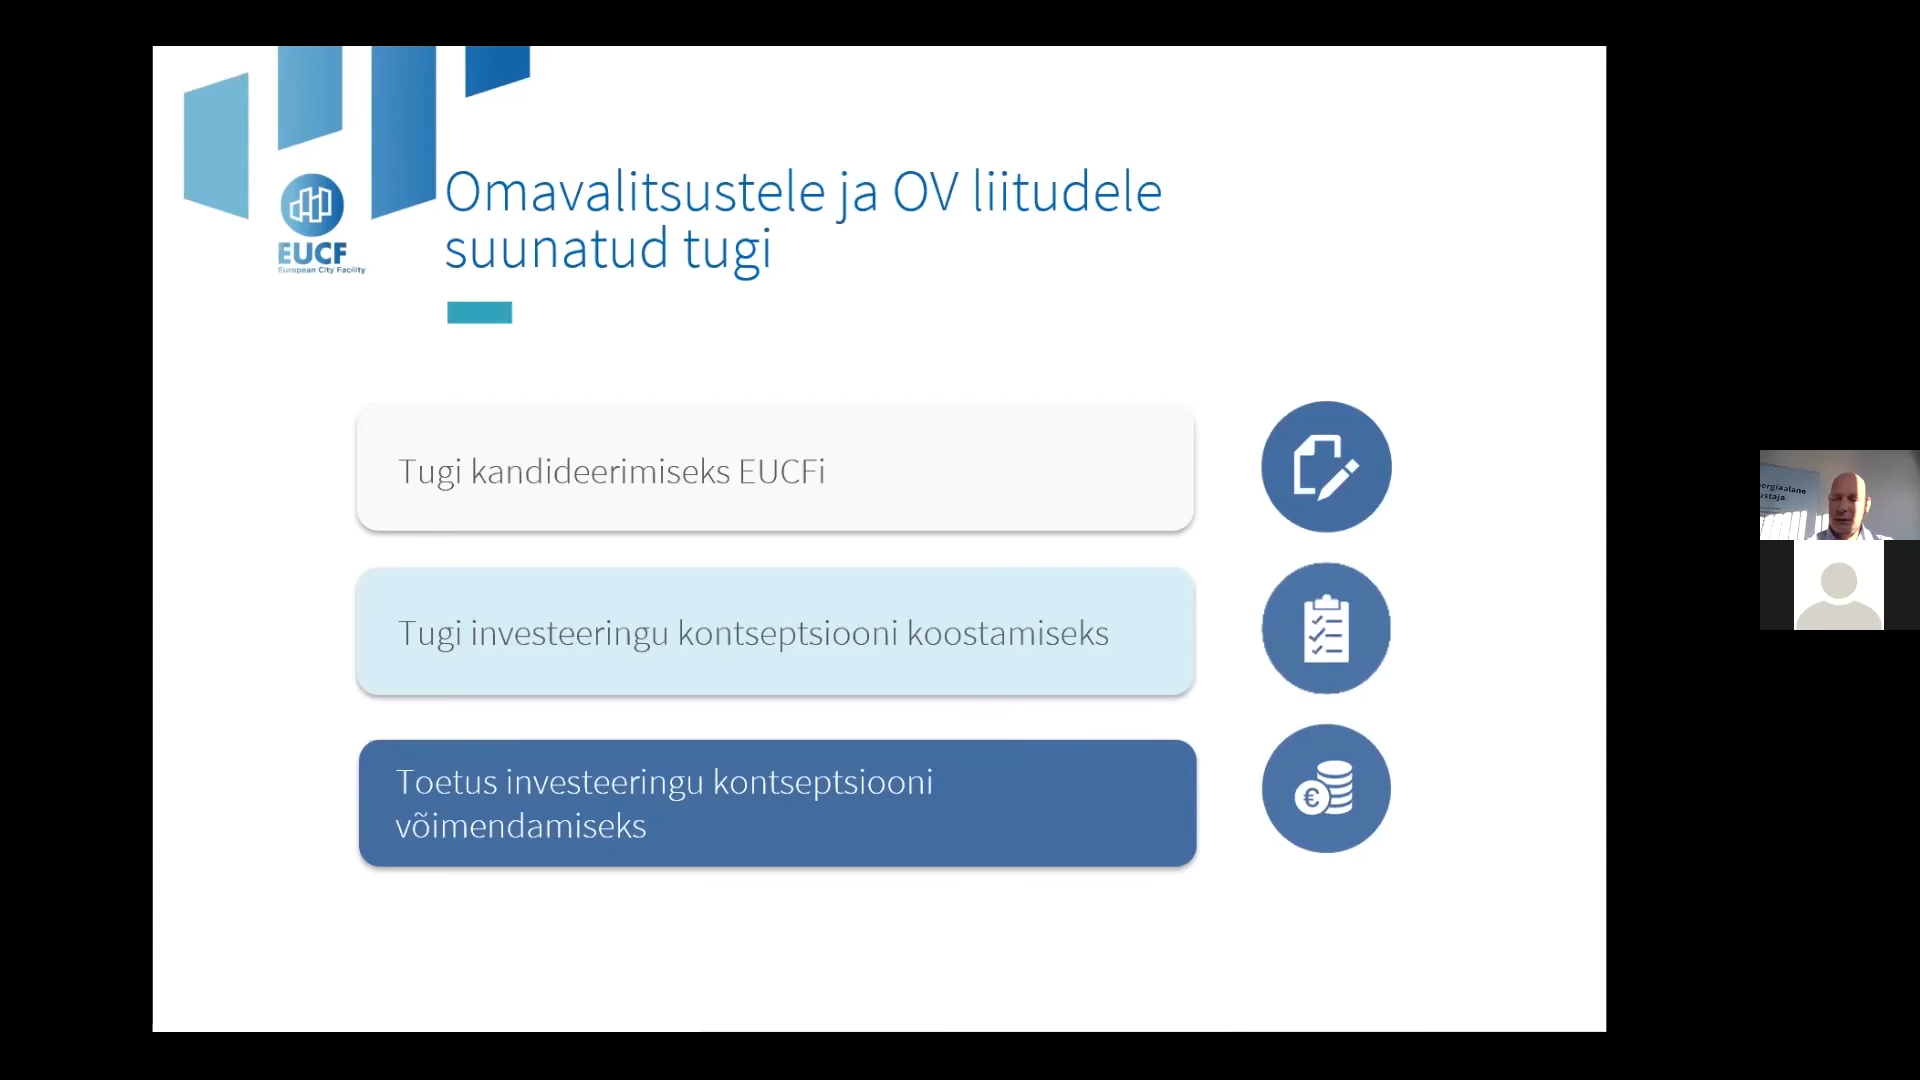 EUCF
European City Facility
Omavalitsustele ja OV liitudele
suunatud tugi
Tugi kandideerimiseks EUCFi
Tugi investeeringu kontseptsiooni koostamiseks
Toetus investeeringu kontseptsiooni
võimendamiseks
€